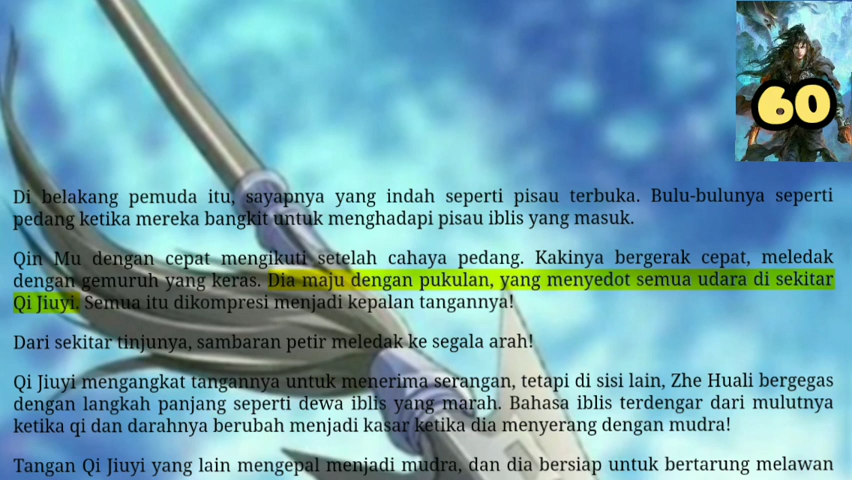 60
Di belakang pemuda itu, sayapnya yang indah seperti pisau terbuka. Bulu-bulunya seperti
pedang ketika mereka bangkit untuk menghadapi pisau iblis yang masuk.
Qin Mu dengan cepat mengikuti setelah cahaya pedang. Kakinya bergerak cepat, meledak
dengan gemuruh yang keras. Dia maju dengan pukulan, yang menyedot semua udara di sekitar
Qi Jiuyi. Semua itu dikompresi menjadi kepalan tangannya!
Dari sekitar tinjunya, sambaran petir meledak ke segala arah!
Qi Jiuyi mengangkat tangannya untuk menerima serangan, tetapi di sisi lain, Zhe Huali bergegas
dengan langkah panjang seperti dewa iblis yang marah. Bahasa iblis terdengar dari mulutnya
ketika qi dan darahnya berubah menjadi kasar ketika dia menyerang dengan mudra!
Tangan Qi Jiuyi yang lain mengepal menjadi mudra, dan dia bersiap untuk bertarung melawan